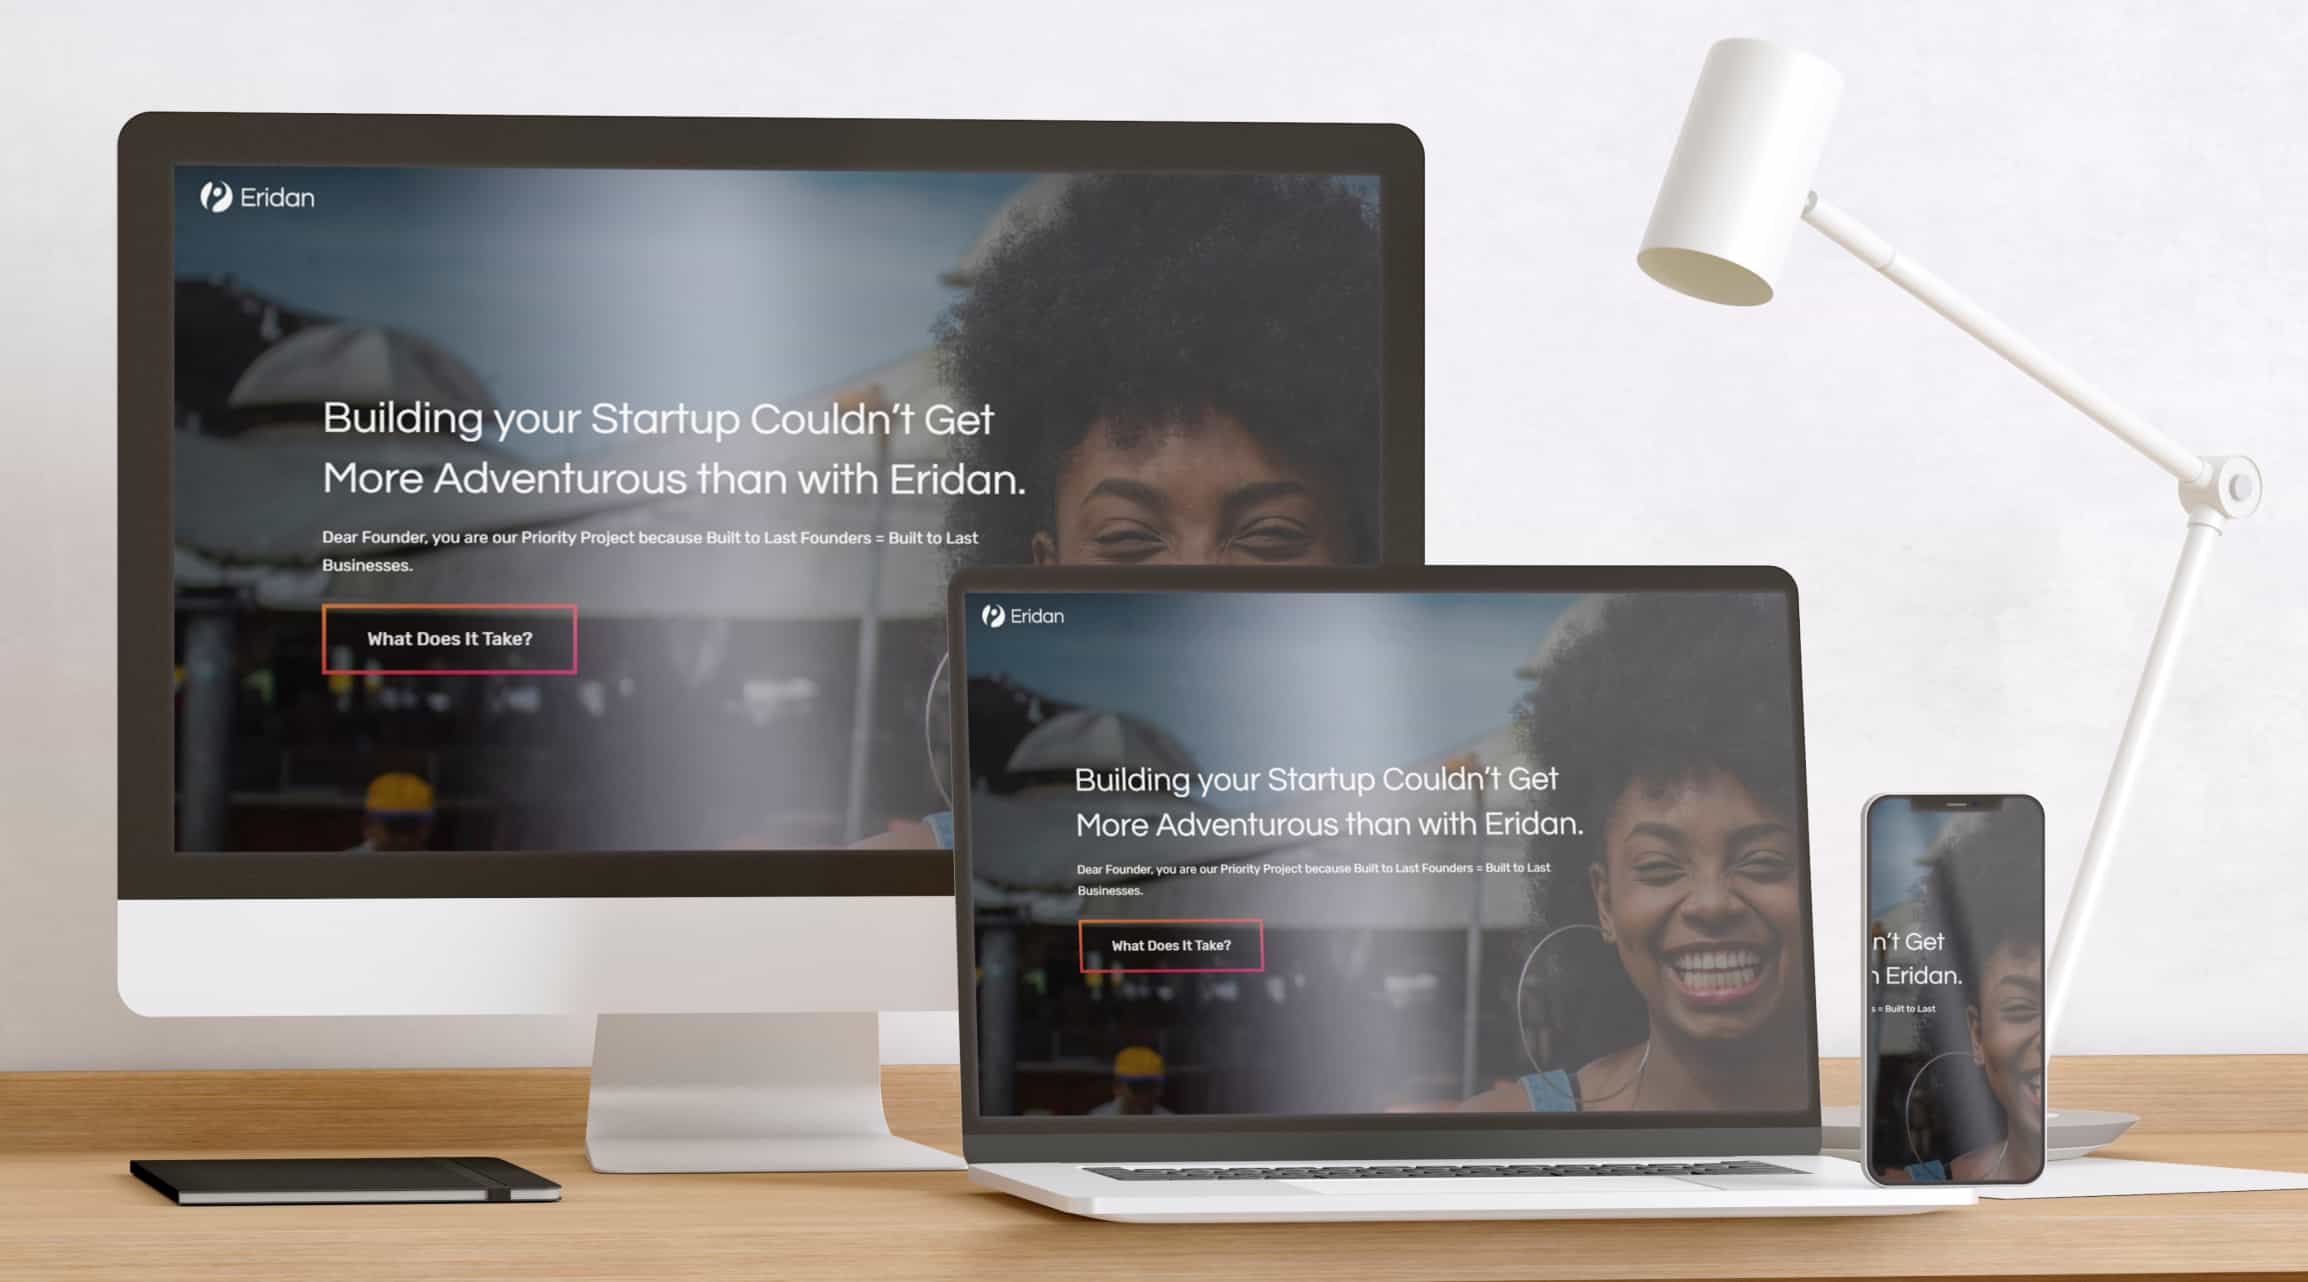 Eridan
Building your Startup Couldn't Get
More Adventurous than with Eridan.
Dear Founder, you are our Priority Project because Built to Last Founders = Built to Last
Businesses.
What Does It Take?
Eridan
Building your Startup Couldn't Get
More Adventurous than with Eridan.
Dear Founder, you are our Priority Project because Built to Last Founders = Built to Last
Businesses.
What Does It Take?
n't Get
n Eridan.
s = Built to Last